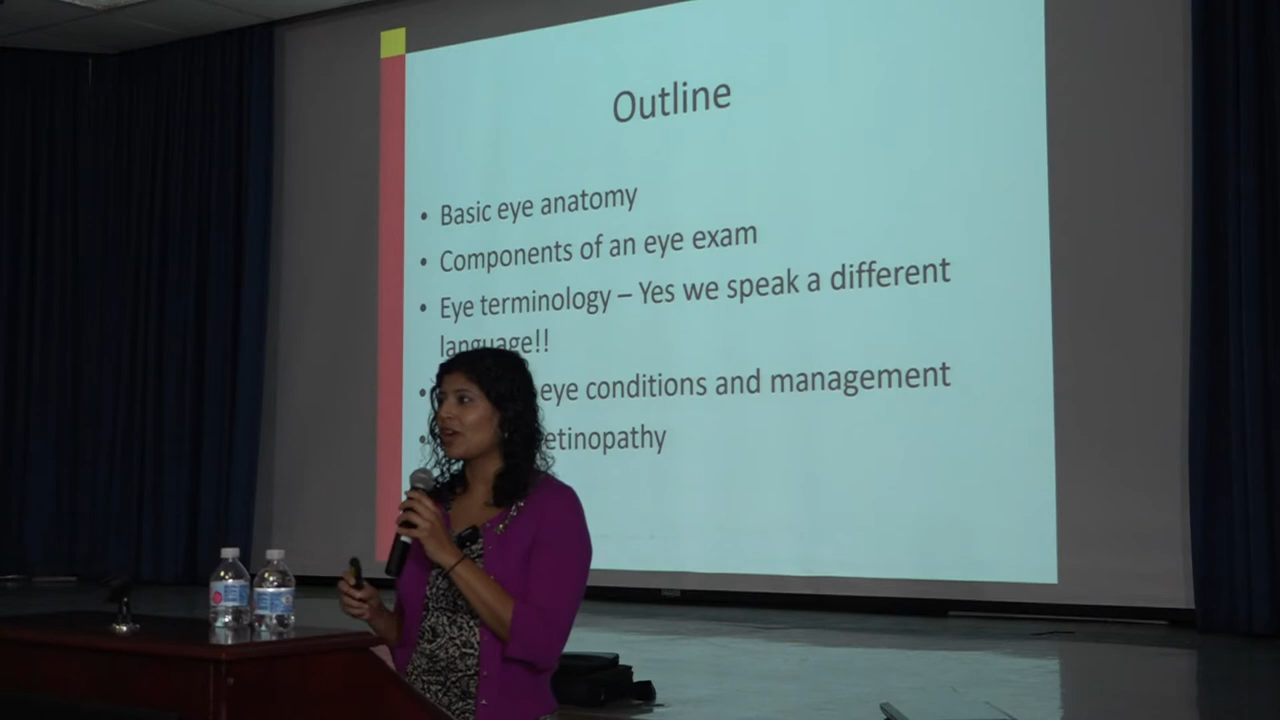 Outline
• Basic eye anatomy
• Components of an eye exam
• Eye terminology – Yes we speak a different
language!!
• eye conditions and management
• etinopathy